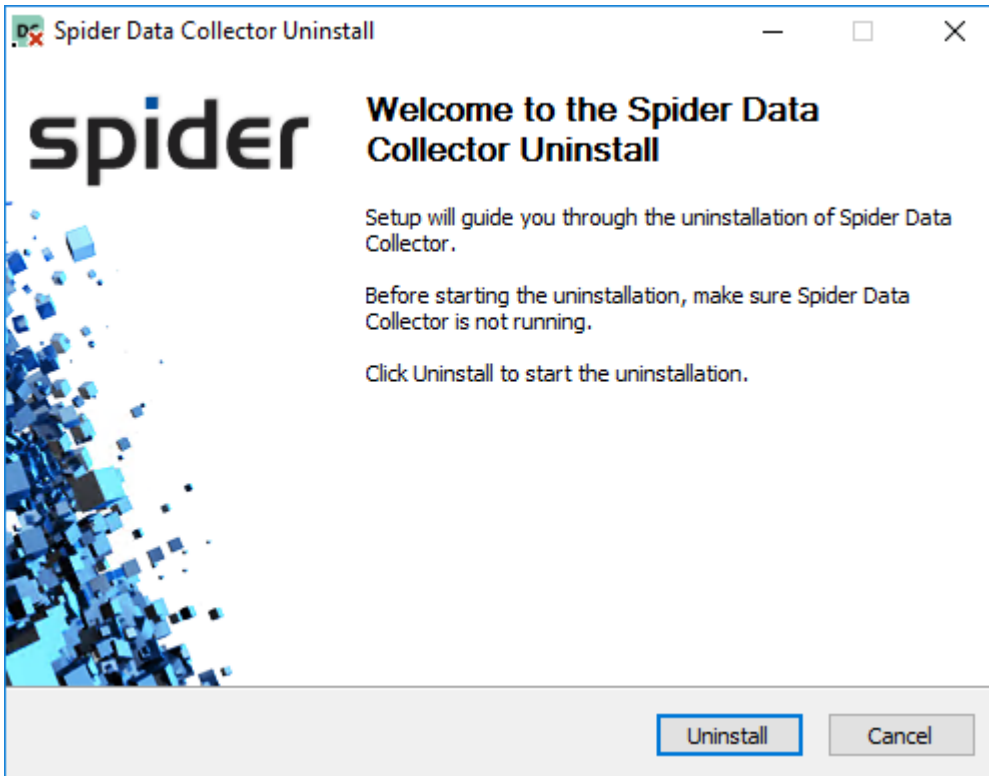 Spider Data Collector Uninstall
spider
Welcome to the Spider Data
Collector Uninstall
Setup will guide you through the uninstallation of Spider Data
Collector.
Before starting the uninstallation, make sure Spider Data
Collector is not running.
Click Uninstall to start the uninstallation.
Uninstall
Cancel